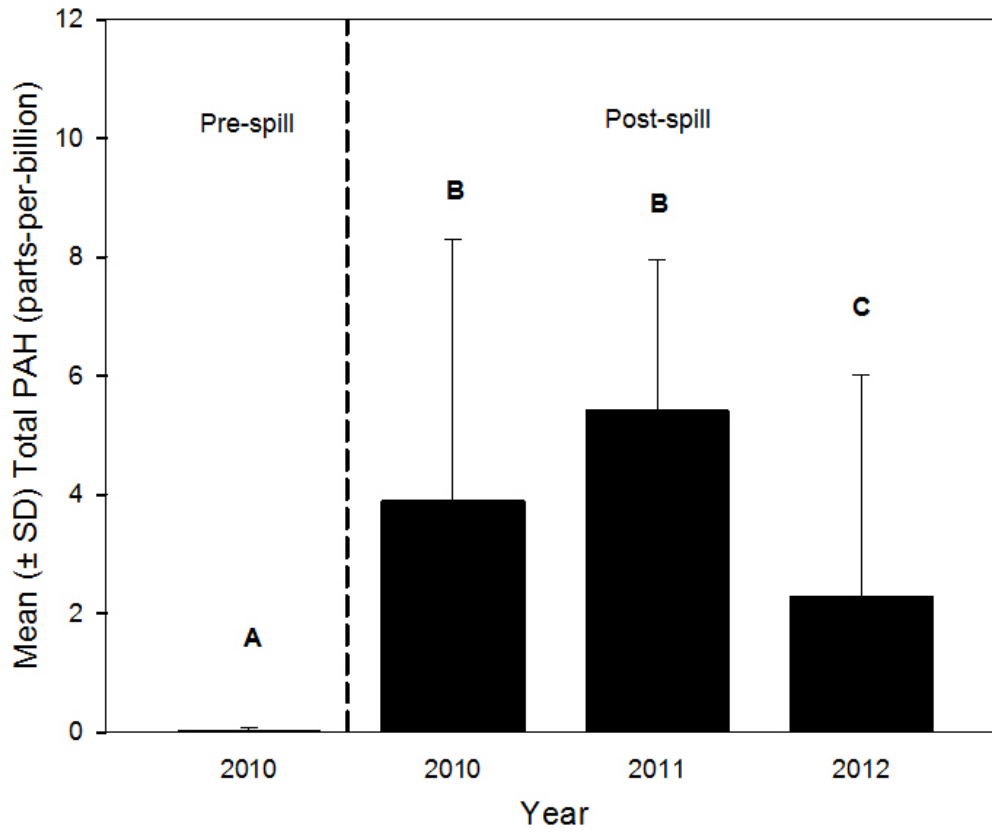 Mean (± SD) Total PAH (parts-per-billion)
12
10
8
6
4
2
0
Pre-spill
Post-spill
A
B
B
C
2010
2010
2011
2012
Year